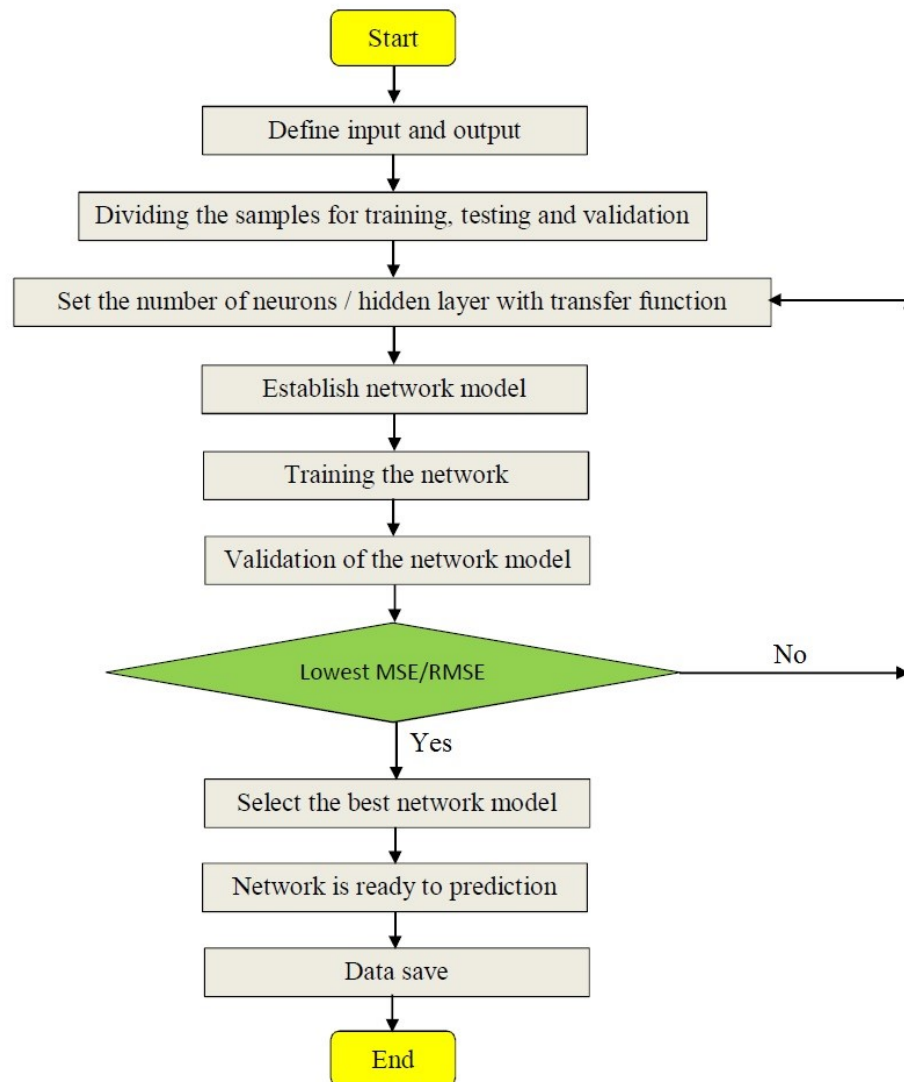 Start
Define input and output
Dividing the samples for training, testing and validation
Set the number of neurons / hidden layer with transfer function
Establish network model
Training the network
Validation of the network model
Lowest MSE/RMSE
No
Yes
Select the best network model
Network is ready to prediction
Data save
End